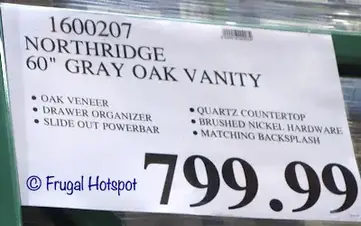 1600207
NORTHRIDGE
60" GRAY OAK VANITY
• OAK VENEER
• DRAWER ORGANIZER
• SLIDE OUT POWERBAR
• QUARTZ COUNTERTOP
• BRUSHED NICKEL HARDWARE
• MATCHING BACKSPLASH
799.99
© Frugal Hotspot